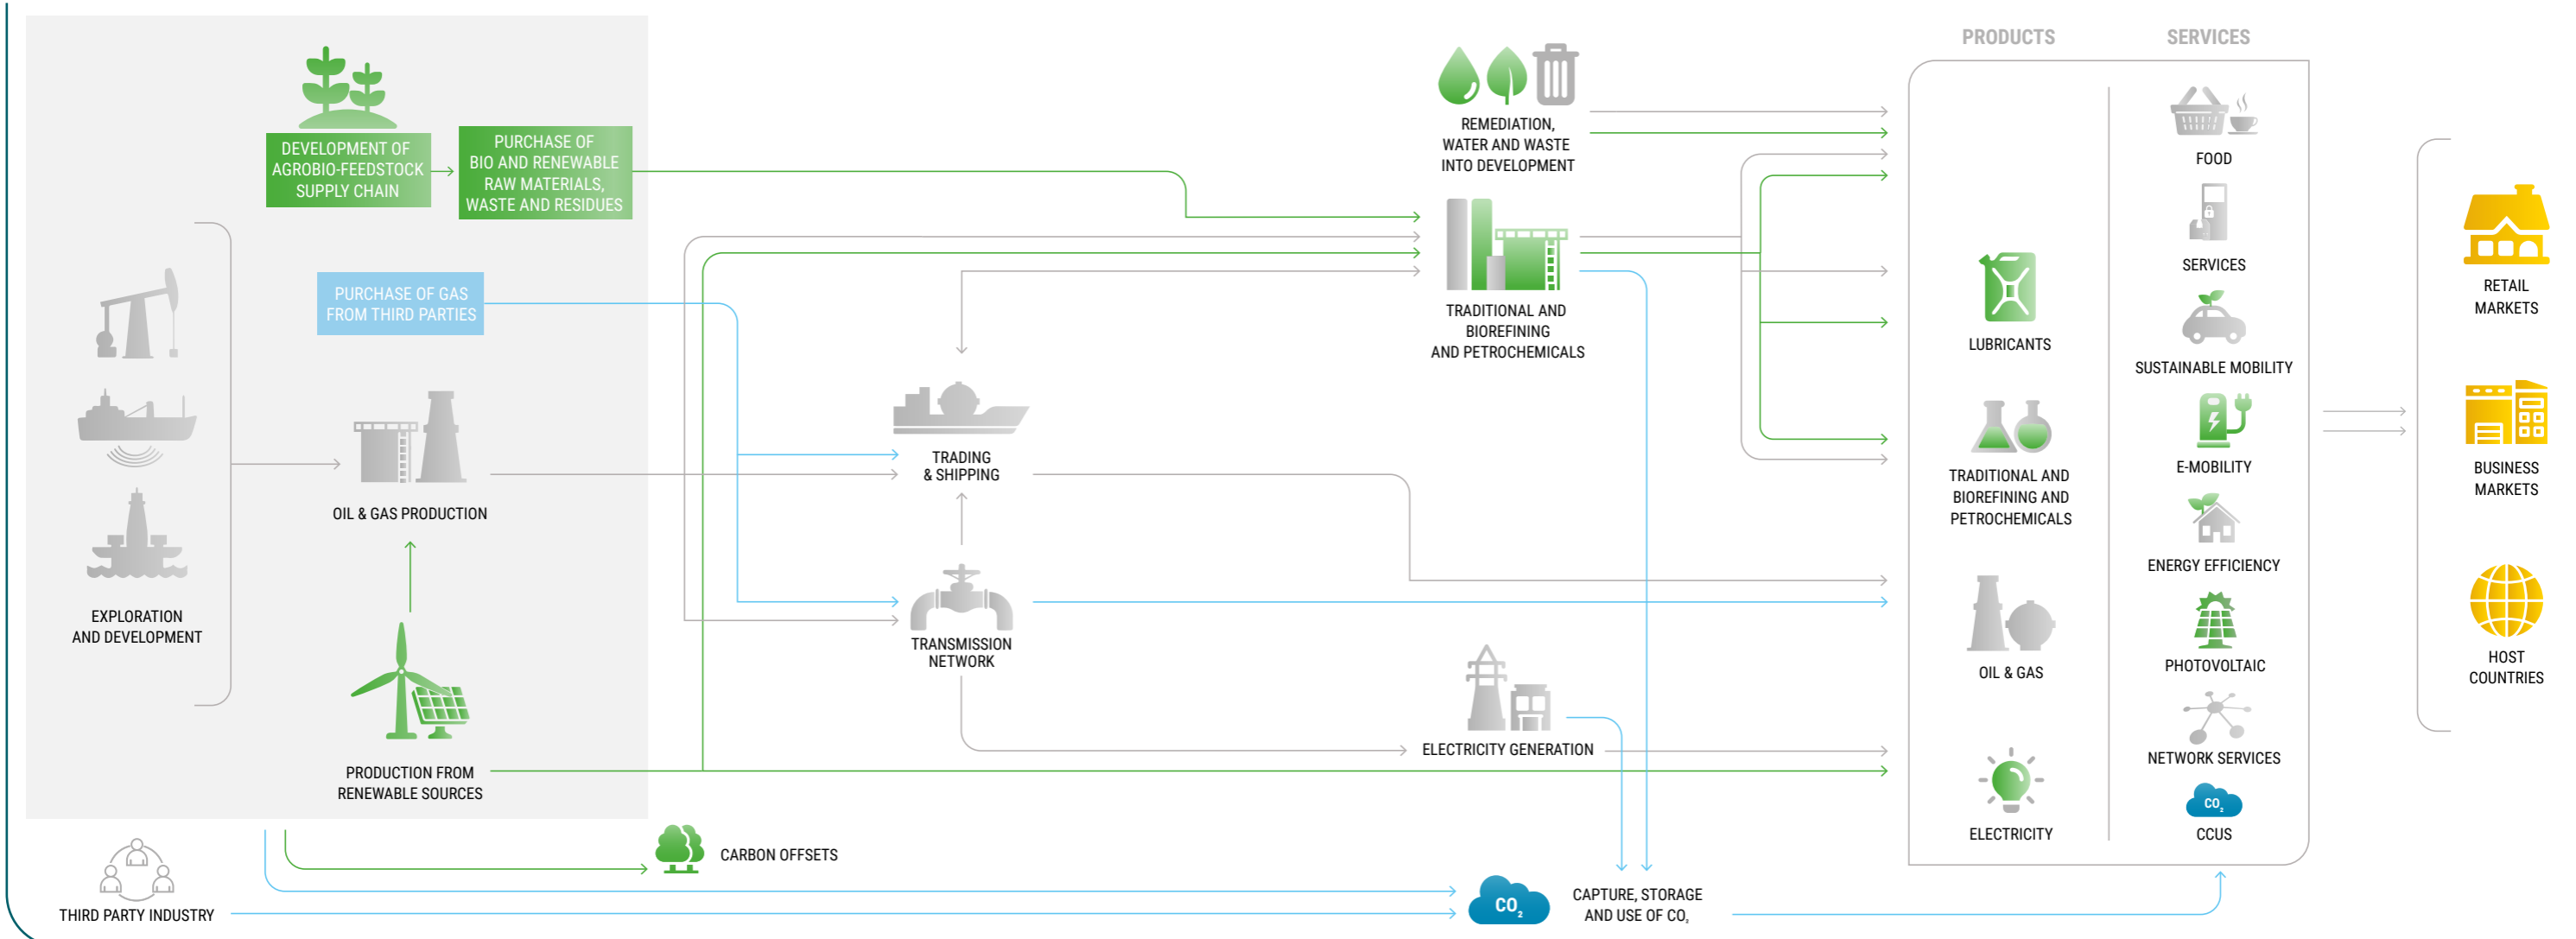 DEVELOPMENT OF
AGROBIO-FEEDSTOCK
SUPPLY CHAIN
PURCHASE OF
BIO AND RENEWABLE
RAW MATERIALS,
WASTE AND RESIDUES
PURCHASE OF GAS
FROM THIRD PARTIES
EXPLORATION
AND DEVELOPMENT
OIL & GAS PRODUCTION
PRODUCTION FROM
RENEWABLE SOURCES
THIRD PARTY INDUSTRY
CARBON OFFSETS
TRADING
& SHIPPING
TRANSMISSION
NETWORK
REMEDIATION,
WATER AND WASTE
INTO DEVELOPMENT
TRADITIONAL AND
BIOREFINING
AND PETROCHEMICALS
ELECTRICITY GENERATION
CO₂
CAPTURE, STORAGE
AND USE OF CO₂
PRODUCTS
LUBRICANTS
TRADITIONAL AND
BIOREFINING AND
PETROCHEMICALS
OIL & GAS
ELECTRICITY
SERVICES
FOOD
SERVICES
SUSTAINABLE MOBILITY
E-MOBILITY
ENERGY EFFICIENCY
PHOTOVOLTAIC
NETWORK SERVICES
CO₂
CCUS
RETAIL
MARKETS
BUSINESS
MARKETS
HOST
COUNTRIES